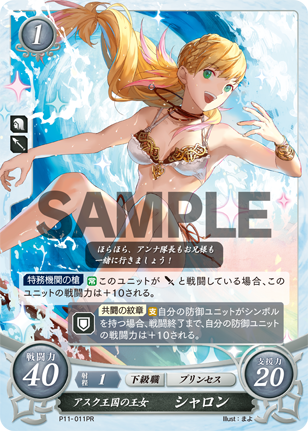 1
SAMPLE
ほらほら、アンナ隊長もお兄様も
一緒に行きましょう！
特務機関の槍 常 このユニットが と戦闘している場合、こ
のユニットの戦闘力は＋10される。
共闘の紋章 支 自分の防御ユニットがシンボル
を持つ場合、戦闘終了まで、自分の防御ユニット
の戦闘力は＋10される。
戦闘力
40
射程 1 下級職 プリンセス
支援力
20
アスク王国の王女 シャロン
P11-011PR
Illust：まよ